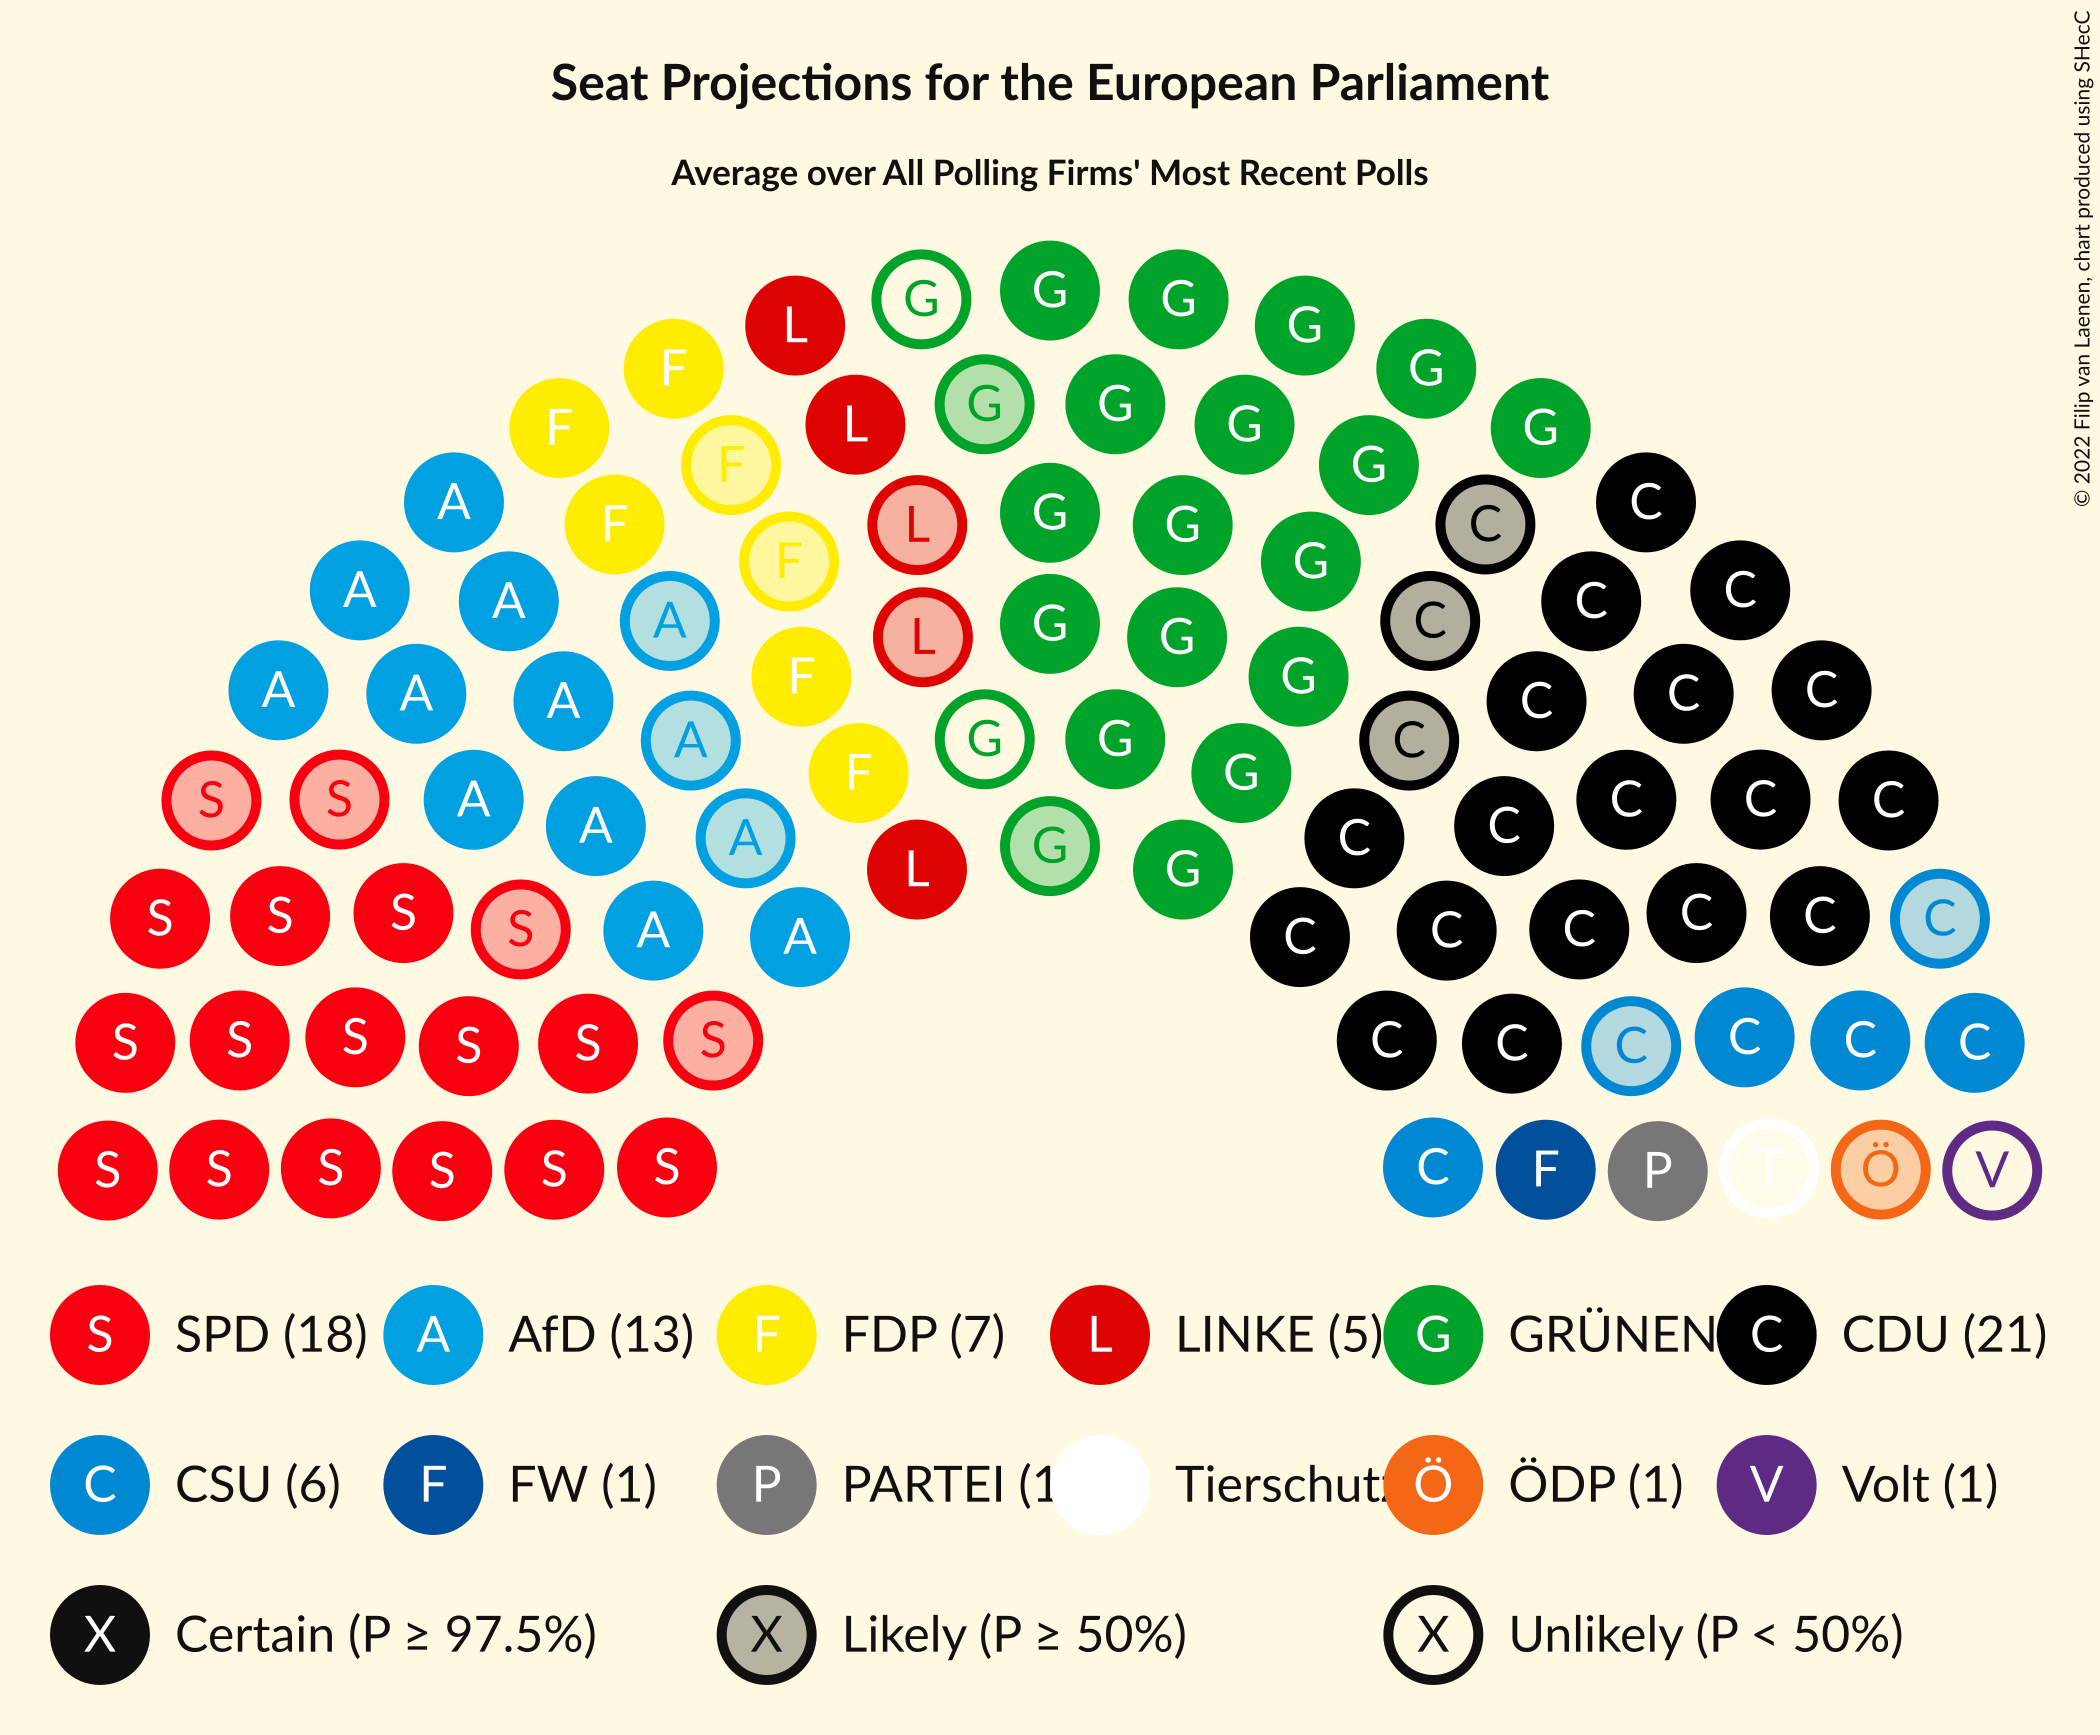 Seat Projections for the European Parliament
Average over All Polling Firms' Most Recent Polls
© 2022 Filip van Laenen, chart produced using SHecC
G G G G
L G
F G G G G
F L G
F G C C
A F L G G
A F G C C
A A L G G G C
A A F G C C C
A A G G G C
S S A F G C C C C
A A G C C
S S S L G C C C
S A A C C C C C
S S S S S S C C C C C C
S S S S S S C F P T Ö V
S SPD (18) A AfD (13) F FDP (7) L LINKE (5) G GRÜNEN C CDU (21)
C CSU (6) F FW (1) P PARTEI (1 Tierschutz Ö ÖDP (1) V Volt (1)
X Certain (P ≥ 97.5%) X Likely (P ≥ 50%) X Unlikely (P < 50%)